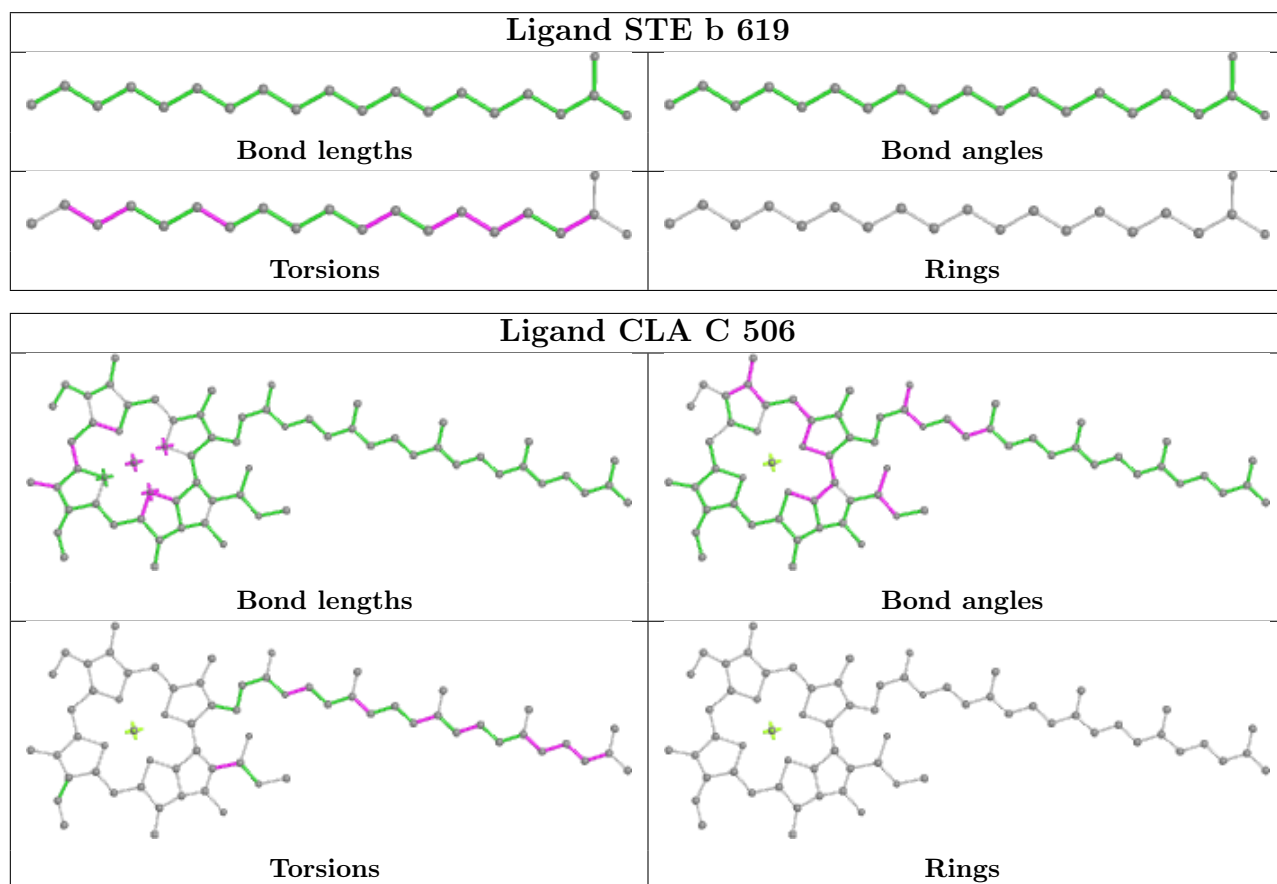 Ligand STE b 619
Bond lengths
Bond angles
Torsions
Rings
Ligand CLA C 506
Bond lengths
Bond angles
Torsions
Rings